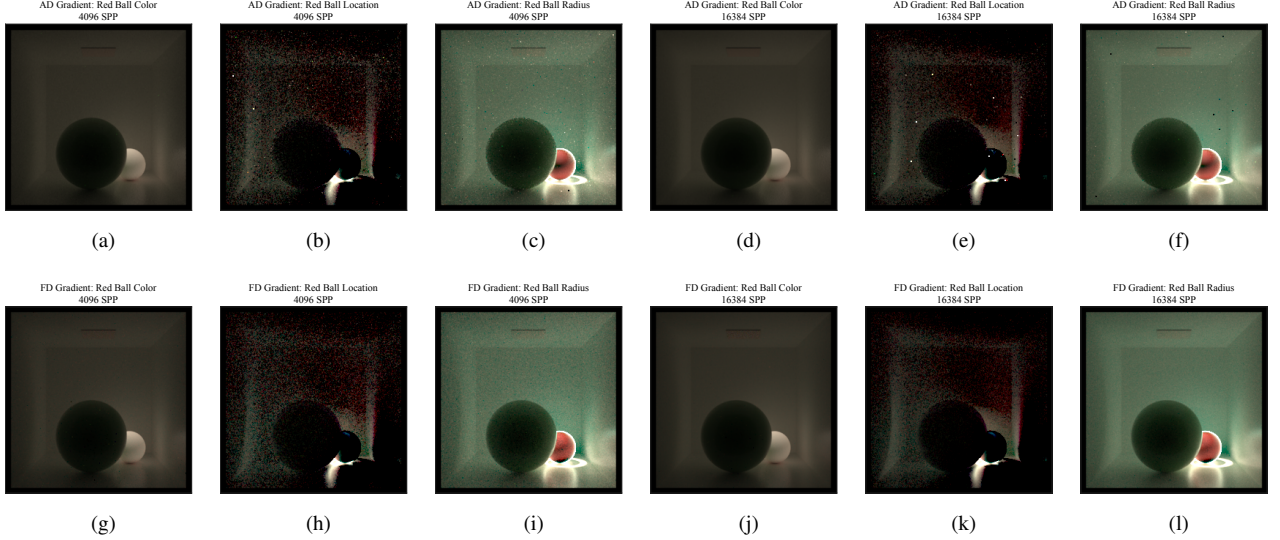 AD Gradient: Red Ball Color
4096 SPP
AD Gradient: Red Ball Location
4096 SPP
AD Gradient: Red Ball Radius
4096 SPP
AD Gradient: Red Ball Color
16384 SPP
AD Gradient: Red Ball Location
16384 SPP
AD Gradient: Red Ball Radius
16384 SPP
(a)
(b)
(c)
(d)
(e)
(f)
FD Gradient: Red Ball Color
4096 SPP
FD Gradient: Red Ball Location
4096 SPP
FD Gradient: Red Ball Radius
4096 SPP
FD Gradient: Red Ball Color
16384 SPP
FD Gradient: Red Ball Location
16384 SPP
FD Gradient: Red Ball Radius
16384 SPP
(g)
(h)
(i)
(j)
(k)
(l)